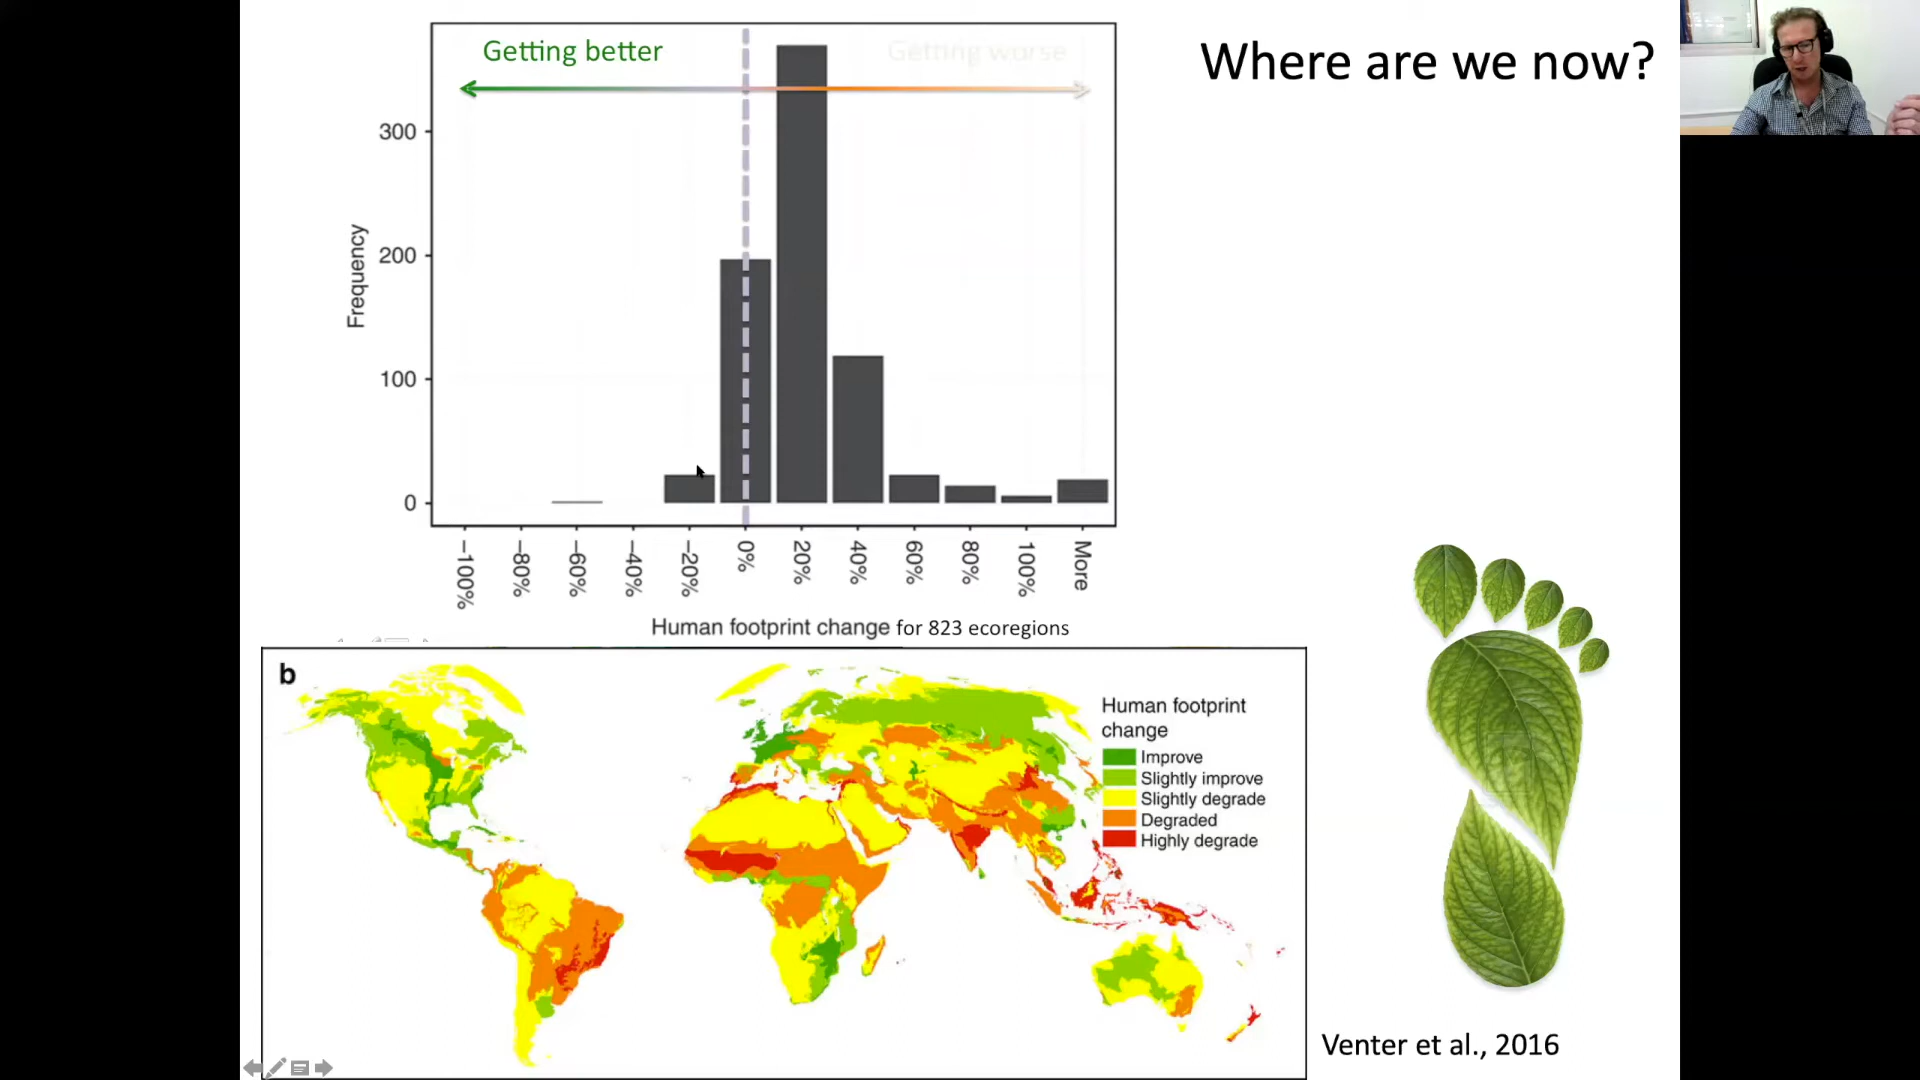 Getting better
Getting worse
Where are we now?
Frequency
300
200
100
0
−100%
−80%
−60%
−40%
−20%
0%
20%
40%
60%
80%
100%
More
Human footprint change for 823 ecoregions
b
Human footprint
change
Improve
Slightly improve
Slightly degrade
Degraded
Highly degrade
Venter et al., 2016